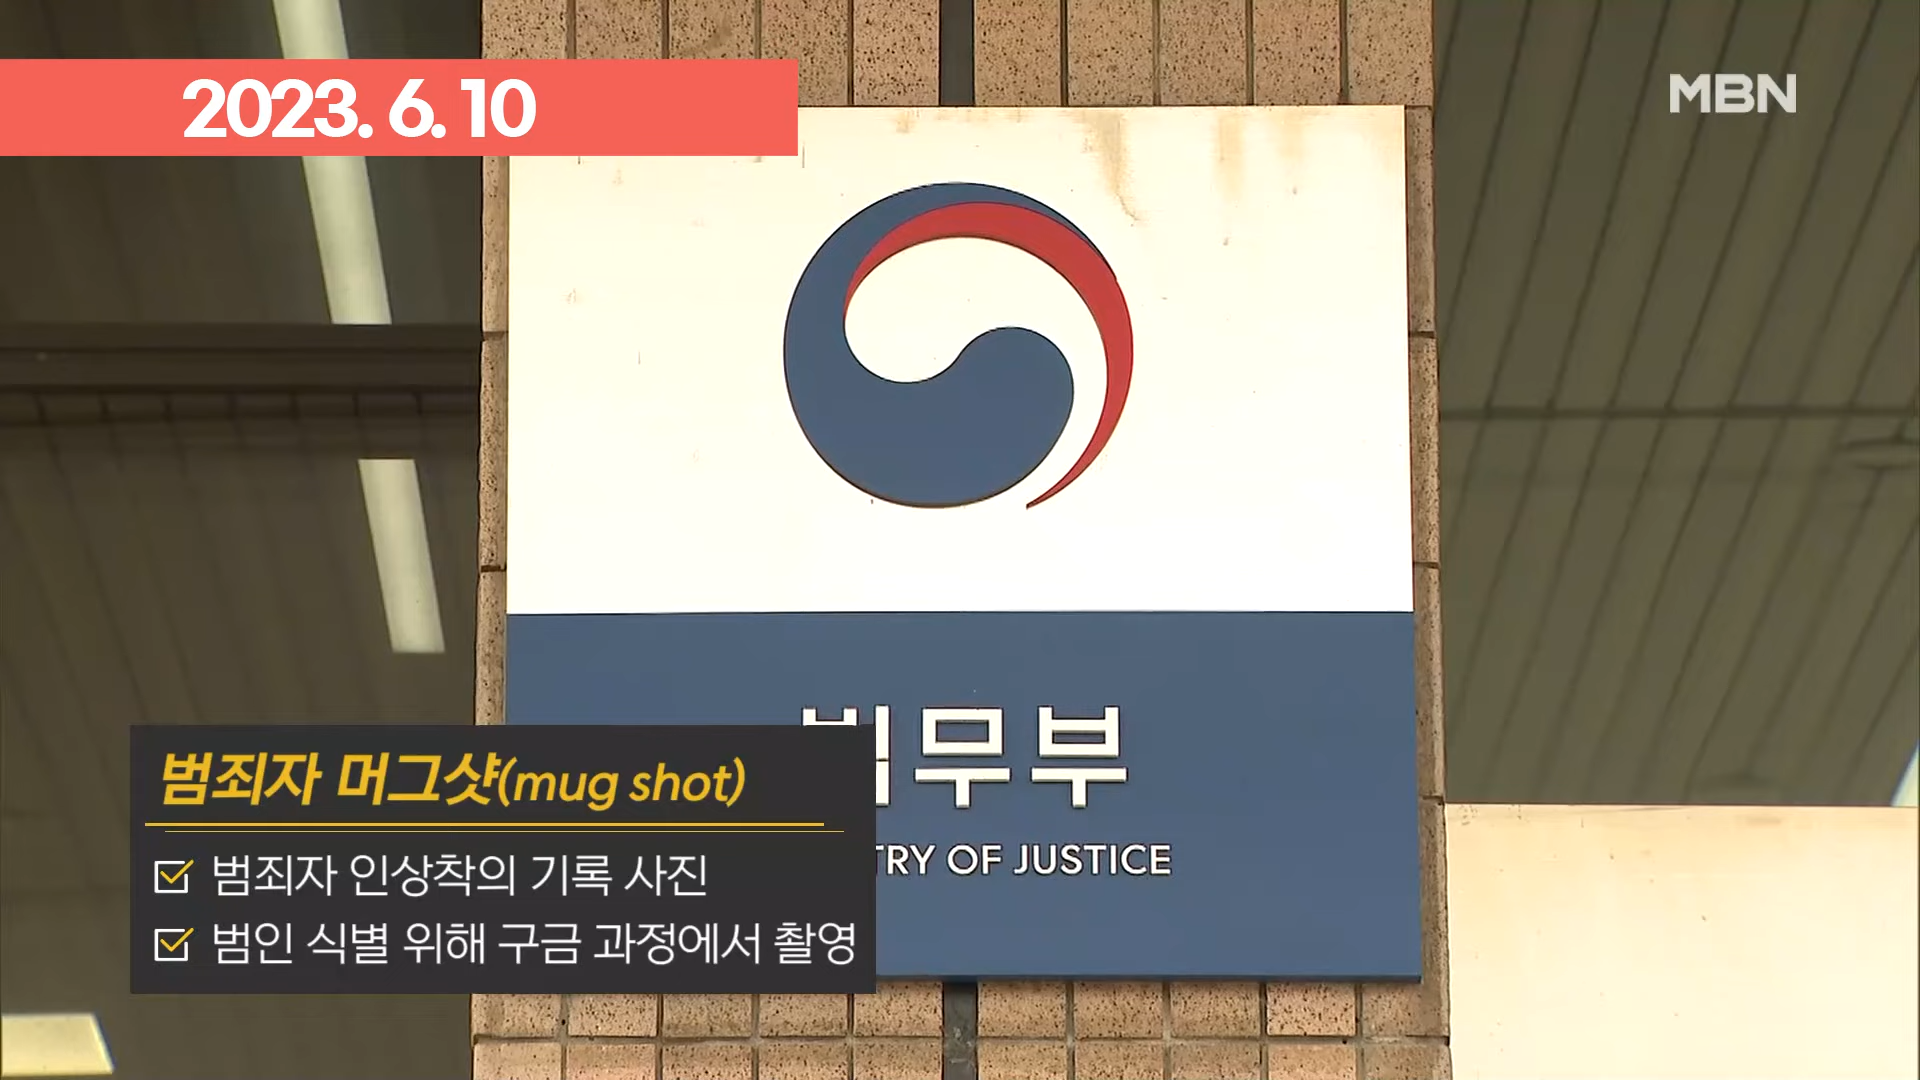 2023. 6. 10
MBN
무부
TRY OF JUSTICE
범죄자 머그샷(mug shot)
범죄자 인상착의 기록 사진
범인 식별 위해 구금 과정에서 촬영